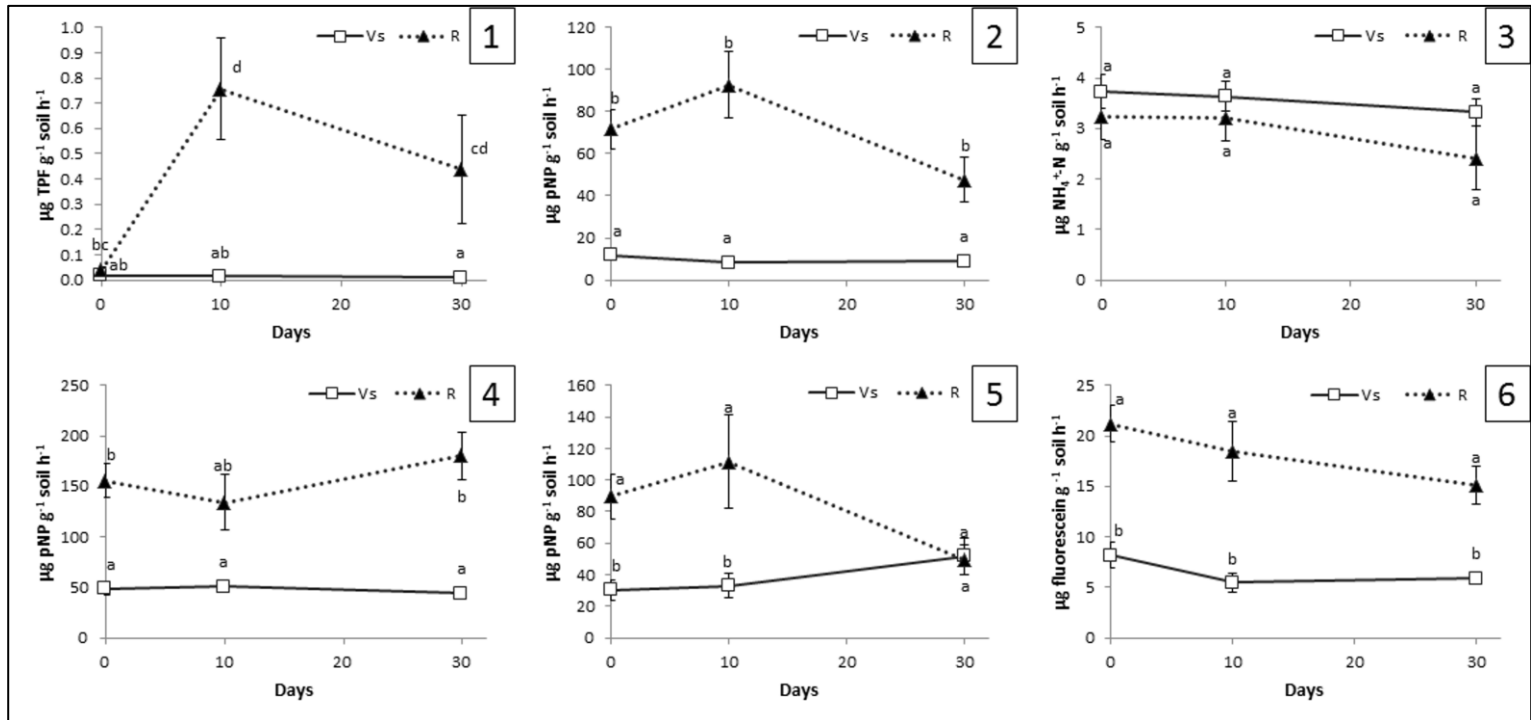 Vs R 1
µg TPF g⁻¹ soil h⁻¹
1.0
0.9
0.8
0.7
0.6
0.5
0.4
0.3
0.2
0.1
0.0
d
cd
bc
ab
ab
a
0 10 20 30
Days
Vs R 2
µg pNP g⁻¹ soil h⁻¹
120
100
80
60
40
20
0
b
b
b
a
a
a
0 10 20 30
Days
Vs R 3
µg NH₄⁺-N g⁻¹ soil h⁻¹
5
4
3
2
1
0
a
a
a
a
a
a
0 10 20 30
Days
Vs R 4
µg pNP g⁻¹ soil h⁻¹
250
200
150
100
50
0
b
ab
b
a
a
a
0 10 20 30
Days
Vs R 5
µg pNP g⁻¹ soil h⁻¹
160
140
120
100
80
60
40
20
0
a
a
a
b
b
a
0 10 20 30
Days
Vs R 6
µg fluorescein g⁻¹ soil h⁻¹
25
20
15
10
5
0
a
a
a
b
b
b
0 10 20 30
Days